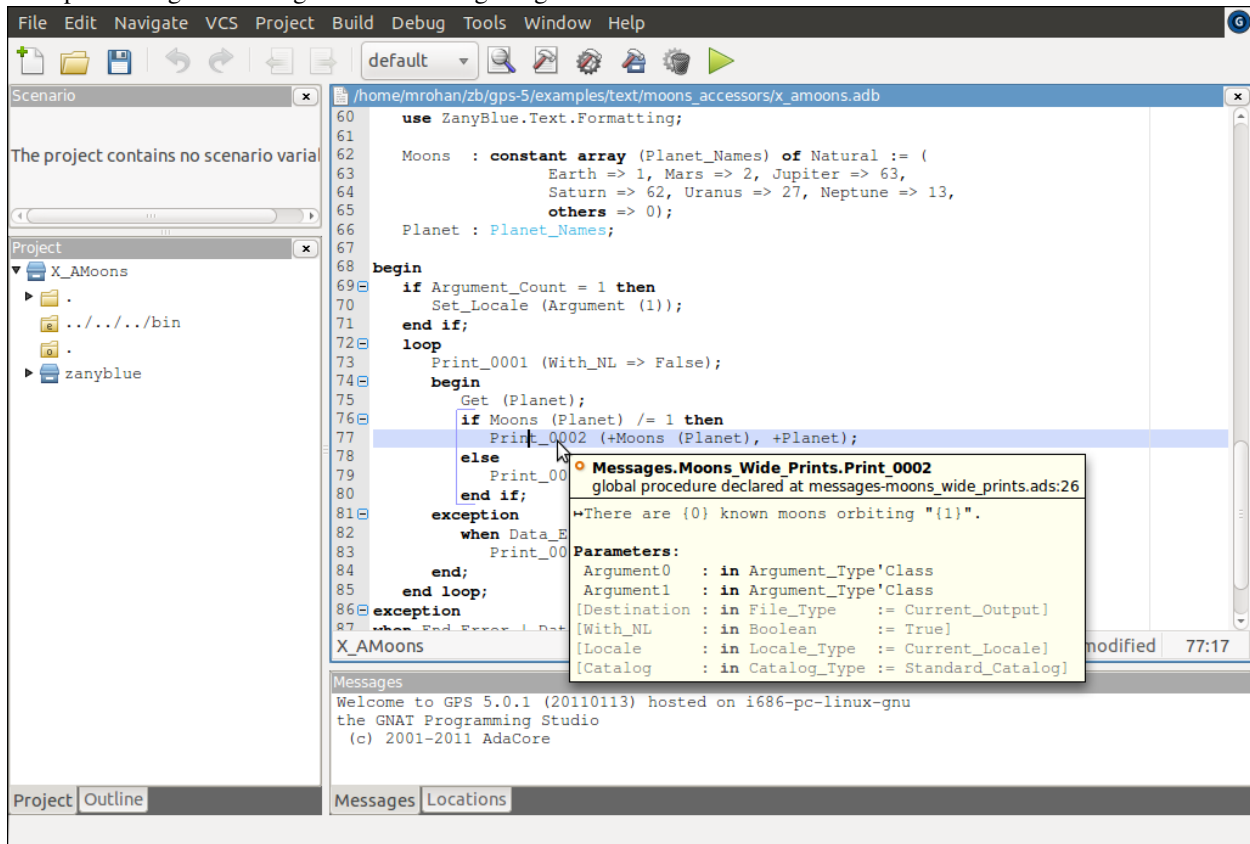 File Edit Navigate VCS Project Build Debug Tools Window Help
default
Scenario
The project contains no scenario varial
Project
X_AMoons
.
../../../bin
.
zanyblue
Project Outline
/home/mrohan/zb/gps-5/examples/text/moons_accessors/x_amoons.adb
60 use ZanyBlue.Text.Formatting;
61
62 Moons : constant array (Planet_Names) of Natural := (
63 Earth => 1, Mars => 2, Jupiter => 63,
64 Saturn => 62, Uranus => 27, Neptune => 13,
65 others => 0);
66 Planet : Planet_Names;
67
68 begin
69 if Argument_Count = 1 then
70 Set_Locale (Argument (1));
71 end if;
72 loop
73 Print_0001 (With_NL => False);
74 begin
75 Get (Planet);
76 if Moons (Planet) /= 1 then
77 Print_0002 (+Moons (Planet), +Planet);
78 else
79 Print_00
80 end if;
81 exception
82 when Data_E
83 Print_00
84 end;
85 end loop;
86 exception
87 when End_Error | Dat
X_AMoons
modified 77:17
Messages.Moons_Wide_Prints.Print_0002
global procedure declared at messages-moons_wide_prints.ads:26
There are {0} known moons orbiting "{1}".
Parameters:
Argument0 : in Argument_Type'Class
Argument1 : in Argument_Type'Class
[Destination : in File_Type := Current_Output]
[With_NL : in Boolean := True]
[Locale : in Locale_Type := Current_Locale]
[Catalog : in Catalog_Type := Standard_Catalog]
Messages
Welcome to GPS 5.0.1 (20110113) hosted on i686-pc-linux-gnu
the GNAT Programming Studio
(c) 2001-2011 AdaCore
Messages Locations